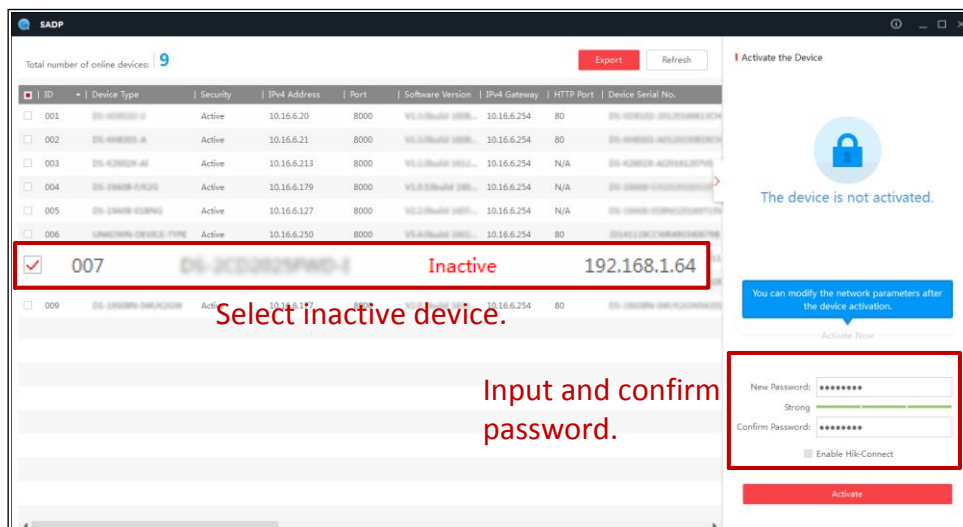 SADP
Total number of online devices: 9
Export
Refresh
ID | Device Type | Security | IPv4 Address | Port | Software Version | IPv4 Gateway | HTTP Port | Device Serial No.
001 Active 10.16.6.20 8000 10.16.6.254 80
002 Active 10.16.6.21 8000 10.16.6.254 80
003 Active 10.16.6.213 8000 10.16.6.254 N/A
004 Active 10.16.6.179 8000 10.16.6.254 N/A
005 Active 10.16.6.127 8000 10.16.6.254 N/A
006 Active 10.16.6.250 8000 10.16.6.254 80
007 Inactive 192.168.1.64
009 8000 10.16.6.254 80
Select inactive device.
Input and confirm
password.
Activate the Device
The device is not activated.
You can modify the network parameters after
the device activation.
Activate Now
New Password:
Strong
Confirm Password:
Enable Hik-Connect
Activate